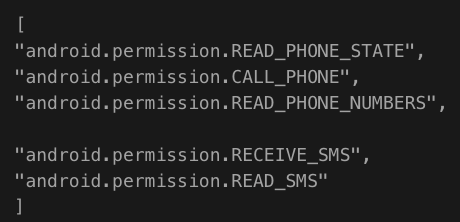 [
"android.permission.READ_PHONE_STATE",
"android.permission.CALL_PHONE",
"android.permission.READ_PHONE_NUMBERS",
"android.permission.RECEIVE_SMS",
"android.permission.READ_SMS"
]